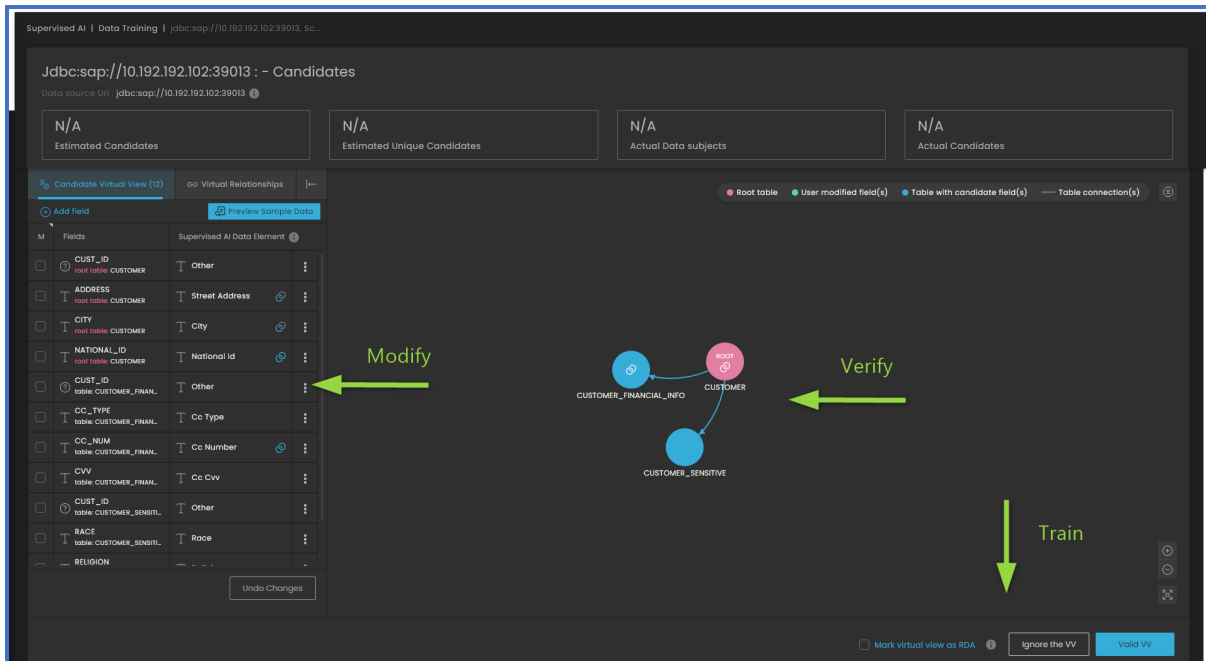 Supervised AI | Data Training | jdbc:sap://10.192.192.102:39013, Sc...
Jdbc:sap://10.192.192.102:39013 : - Candidates
Data source Url : jdbc:sap://10.192.192.102:39013
N/A
Estimated Candidates
N/A
Estimated Unique Candidates
N/A
Actual Data subjects
N/A
Actual Candidates
Candidate Virtual View (12)
Virtual Relationships
Add field
Preview Sample Data
M Fields Supervised AI Data Element
CUST_ID
root table: CUSTOMER
Other
ADDRESS
root table: CUSTOMER
Street Address
CITY
root table: CUSTOMER
City
NATIONAL_ID
root table: CUSTOMER
National Id
CUST_ID
table: CUSTOMER_FINAN...
Other
CC_TYPE
table: CUSTOMER_FINAN...
Cc Type
CC_NUM
table: CUSTOMER_FINAN...
Cc Number
CVV
table: CUSTOMER_FINAN...
Cc Cvv
CUST_ID
table: CUSTOMER_SENSITI...
Other
RACE
table: CUSTOMER_SENSITI...
Race
RELIGION
Undo Changes
Root table
User modified field(s)
Table with candidate field(s)
Table connection(s)
Modify
Verify
ROOT
CUSTOMER
CUSTOMER_FINANCIAL_INFO
CUSTOMER_SENSITIVE
Train
Mark virtual view as RDA
Ignore the VV
Valid VV